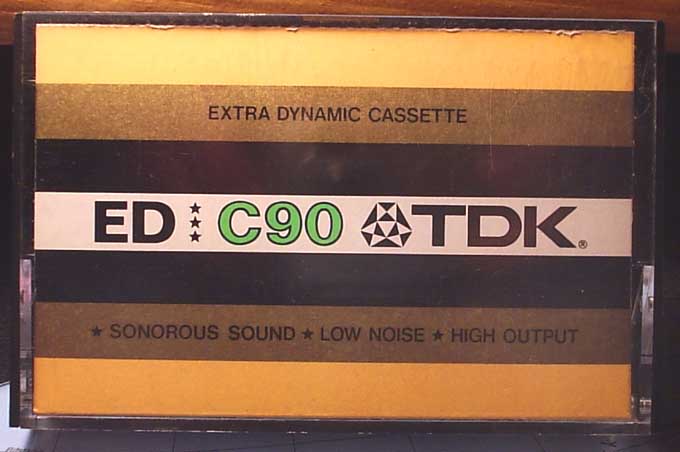 EXTRA DYNAMIC CASSETTE
ED ★★★ C90 TDK®
★ SONOROUS SOUND ★ LOW NOISE ★ HIGH OUTPUT